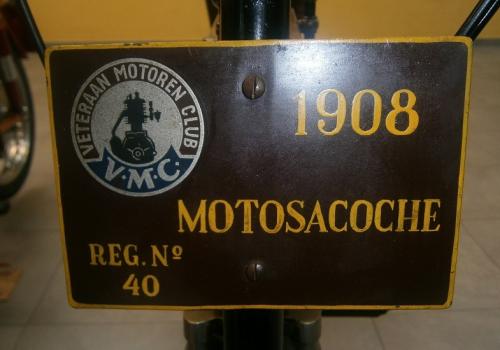 VETERAAN MOTOREN CLUB
V·M·C·
1908
MOTOSACOCHE
REG. Nº
40